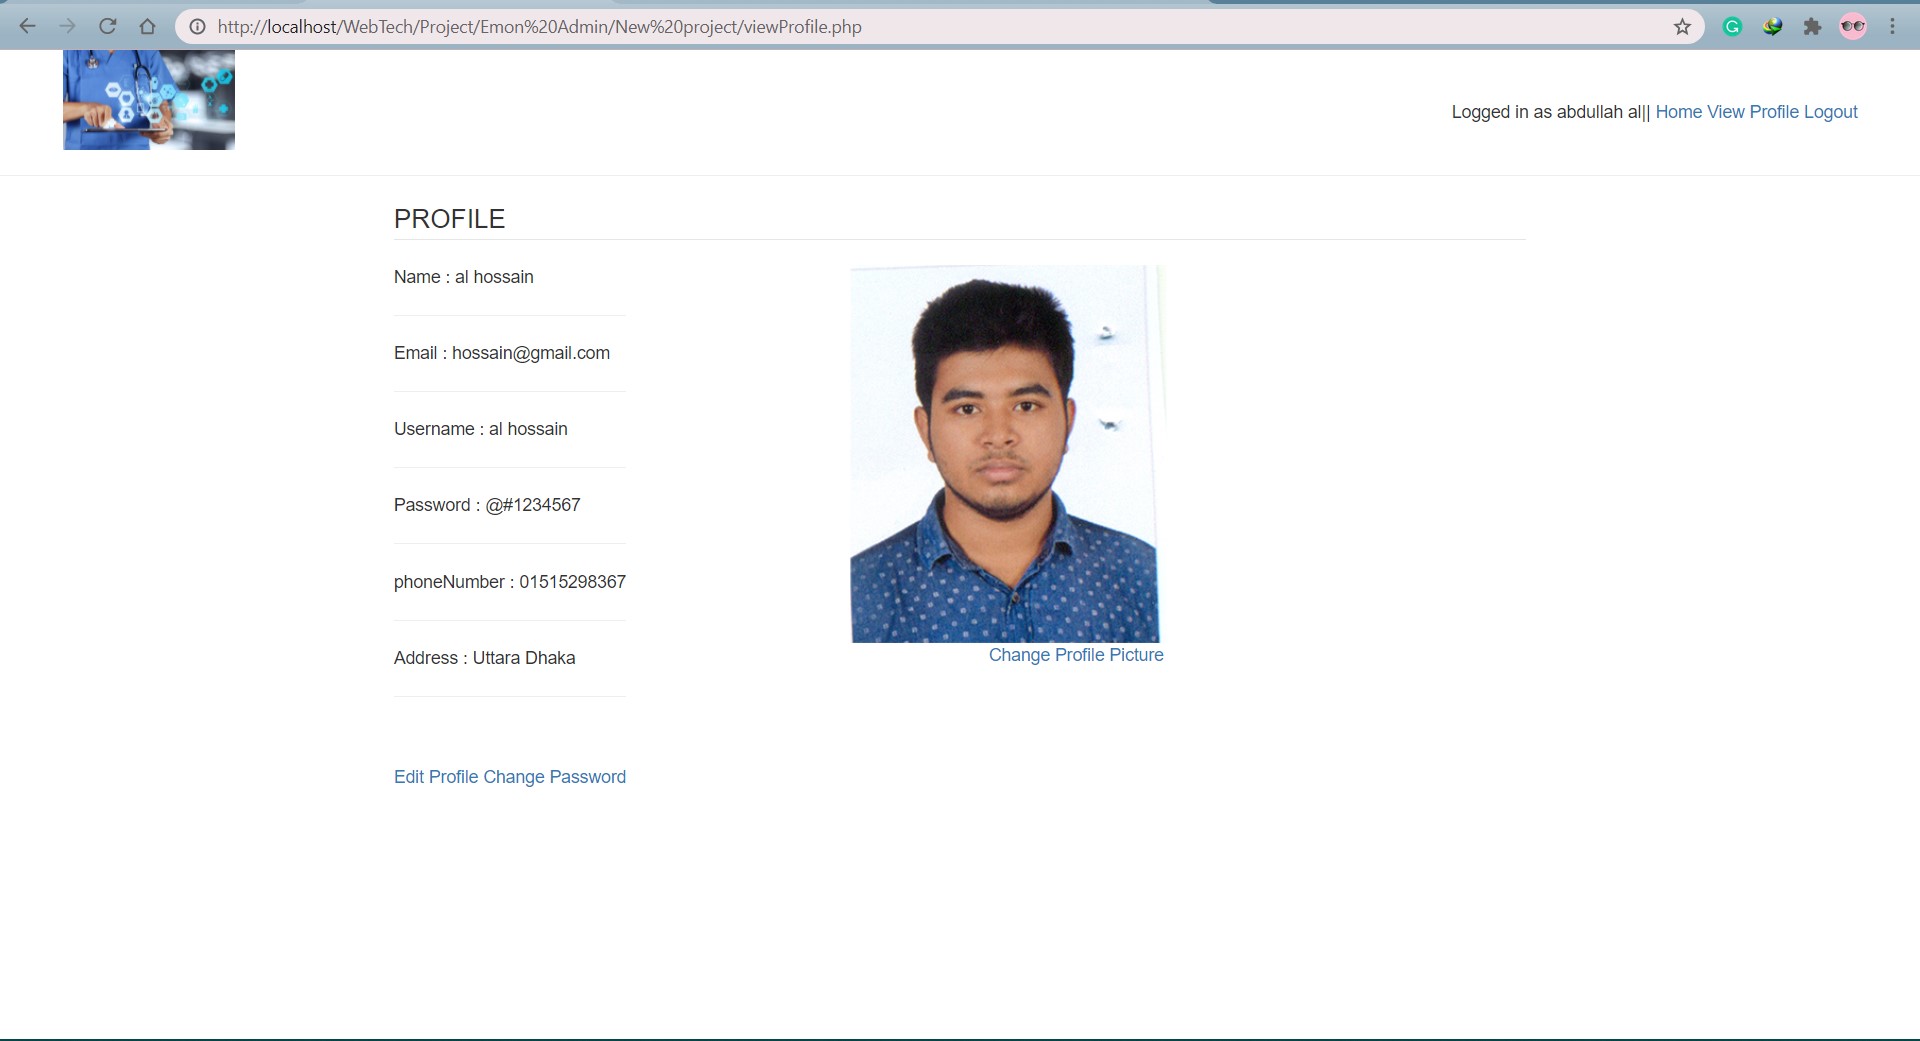 http://localhost/WebTech/Project/Emon%20Admin/New%20project/viewProfile.php
Logged in as abdullah al|| Home View Profile Logout
PROFILE
Name : al hossain
Email : hossain@gmail.com
Username : al hossain
Password : @#1234567
phoneNumber : 01515298367
Address : Uttara Dhaka
Change Profile Picture
Edit Profile Change Password